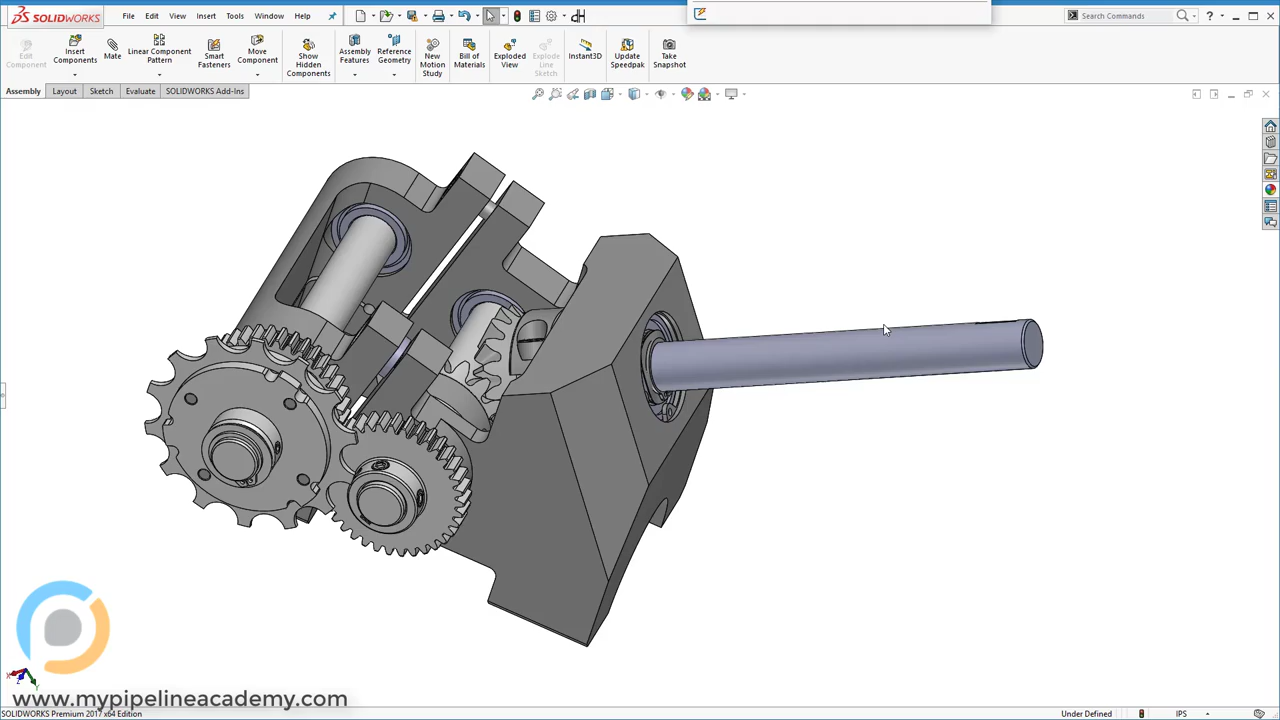 SOLIDWORKS File Edit View Insert Tools Window Help Search Commands
Edit Component
Insert Components
Mate
Linear Component Pattern
Smart Fasteners
Move Component
Show Hidden Components
Assembly Features
Reference Geometry
New Motion Study
Bill of Materials
Exploded View
Explode Line Sketch
Instant3D
Update Speedpak
Take Snapshot
Assembly Layout Sketch Evaluate SOLIDWORKS Add-Ins
www.mypipelineacademy.com
SOLIDWORKS Premium 2017 x64 Edition Under Defined IPS